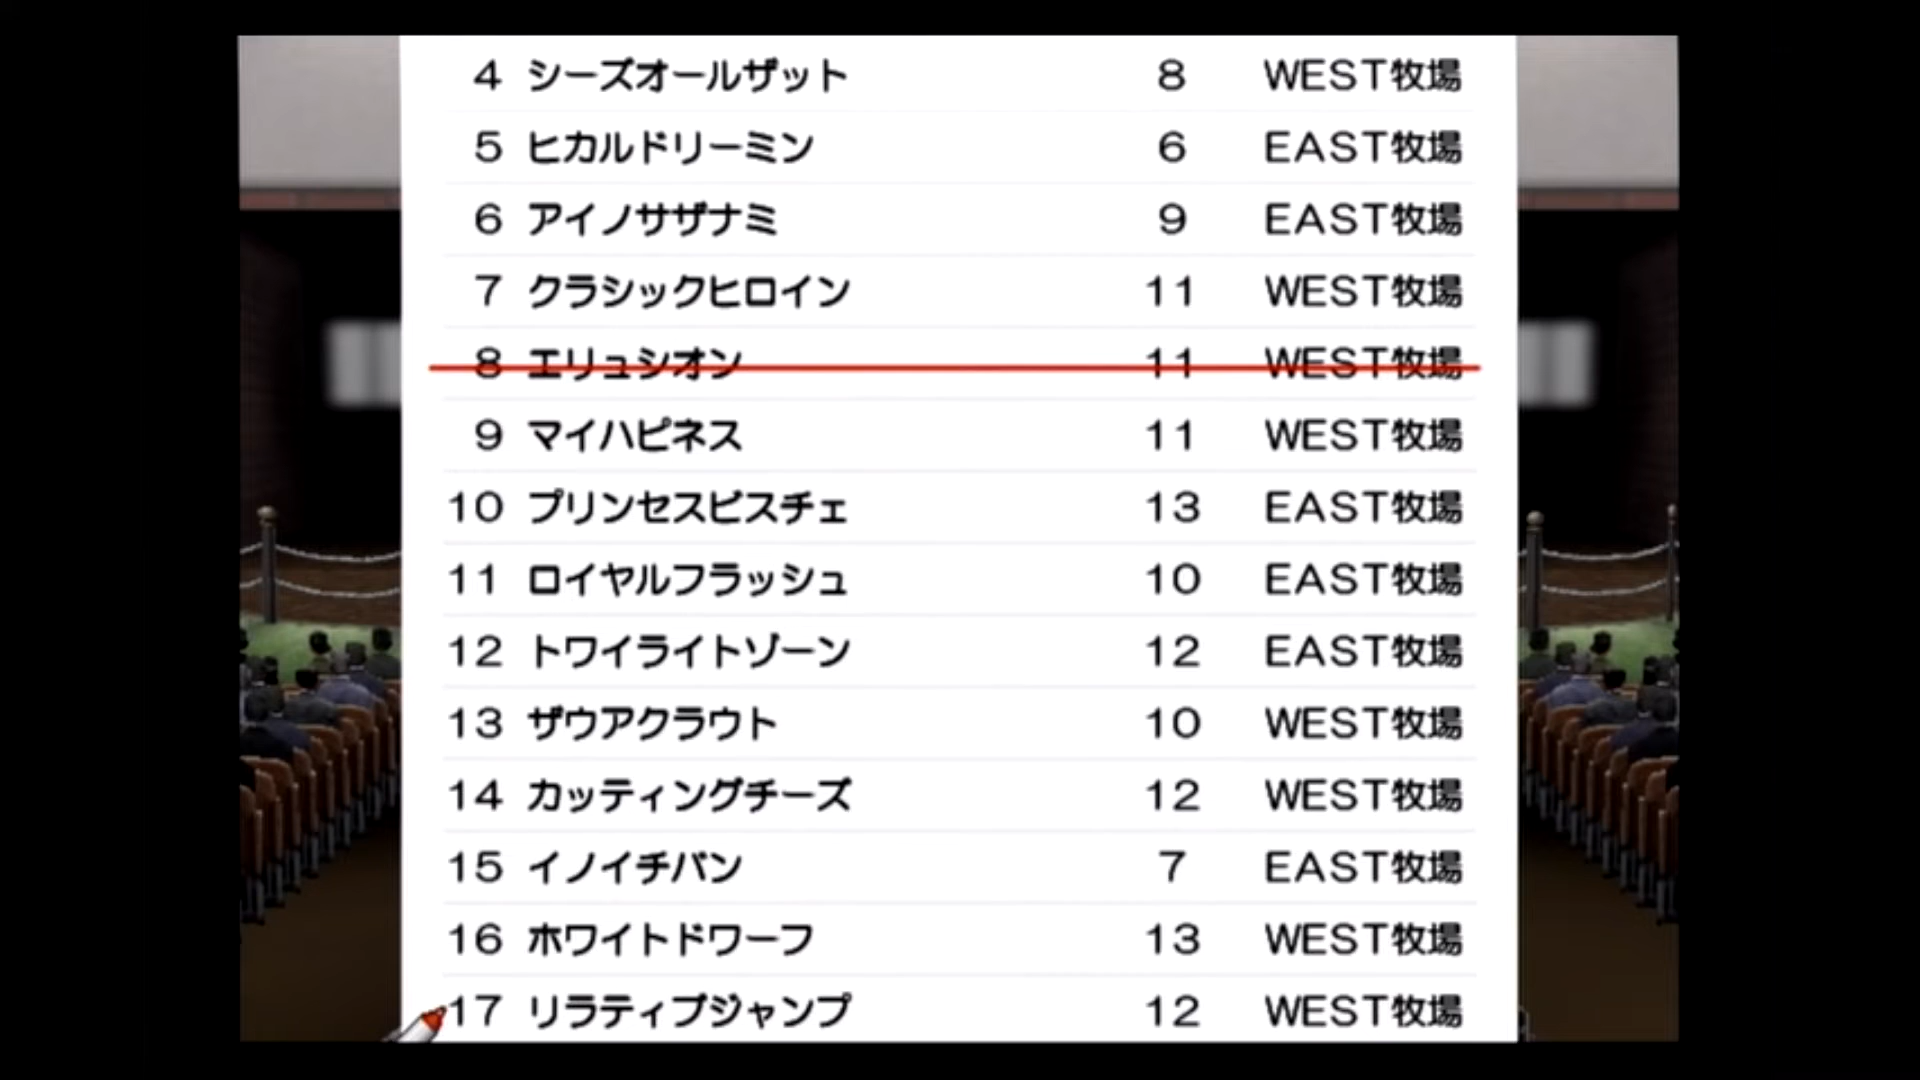 4 シーズオールザット 8 WEST牧場
5 ヒカルドリーミン 6 EAST牧場
6 アイノサザナミ 9 EAST牧場
7 クラシックヒロイン 11 WEST牧場
8 エリュシオン 11 WEST牧場
9 マイハピネス 11 WEST牧場
10 プリンセスビスチェ 13 EAST牧場
11 ロイヤルフラッシュ 10 EAST牧場
12 トワイライトゾーン 12 EAST牧場
13 ザウアクラウト 10 WEST牧場
14 カッティングチーズ 12 WEST牧場
15 イノイチバン 7 EAST牧場
16 ホワイトドワーフ 13 WEST牧場
17 リラティブジャンプ 12 WEST牧場